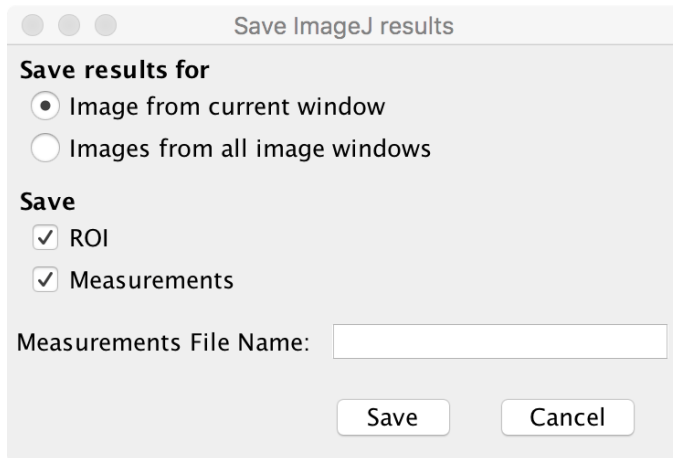 Save ImageJ results
Save results for
Image from current window
Images from all image windows
Save
ROI
Measurements
Measurements File Name:
Save Cancel